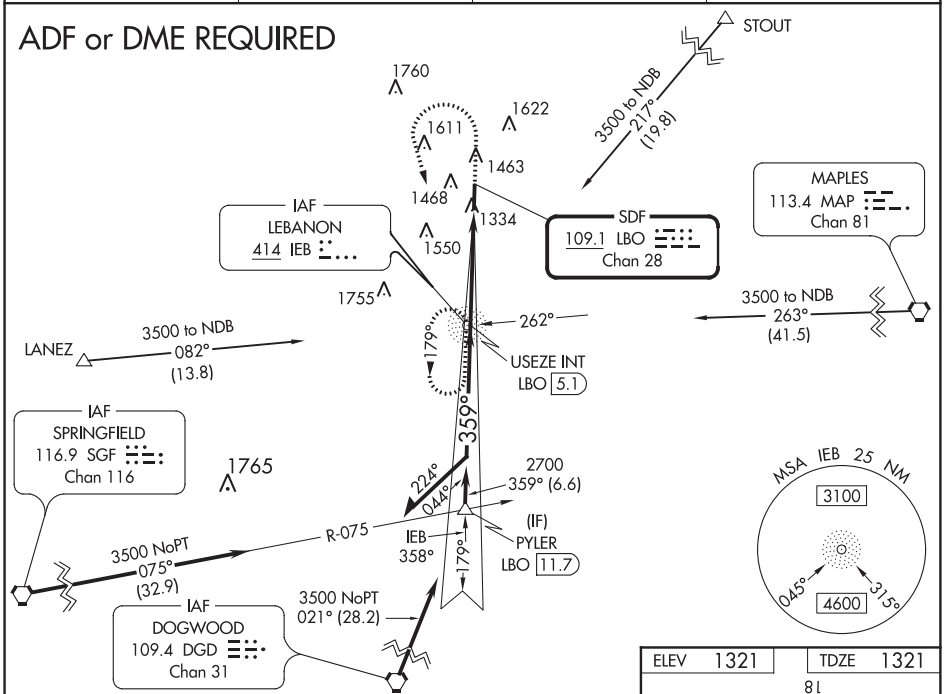 ADF or DME REQUIRED
STOUT
3500 to NDB
217°
(19.8)
1760
1622
1611
1463
1468
1334
1550
1755
IAF
LEBANON
414 IEB
SDF
109.1 LBO
Chan 28
MAPLES
113.4 MAP
Chan 81
3500 to NDB
263°
(41.5)
262°
LANEZ
3500 to NDB
082°
(13.8)
179°
USEZE INT
LBO 5.1
359°
IAF
SPRINGFIELD
116.9 SGF
Chan 116
1765
224°
044°
2700
359° (6.6)
R-075
IEB
358°
179°
(IF)
PYLER
LBO 11.7
3500 NoPT
075°
(32.9)
IAF
DOGWOOD
109.4 DGD
Chan 31
3500 NoPT
021° (28.2)
MSA IEB 25 NM
3100
045°
315°
4600
ELEV 1321
TDZE 1321
18